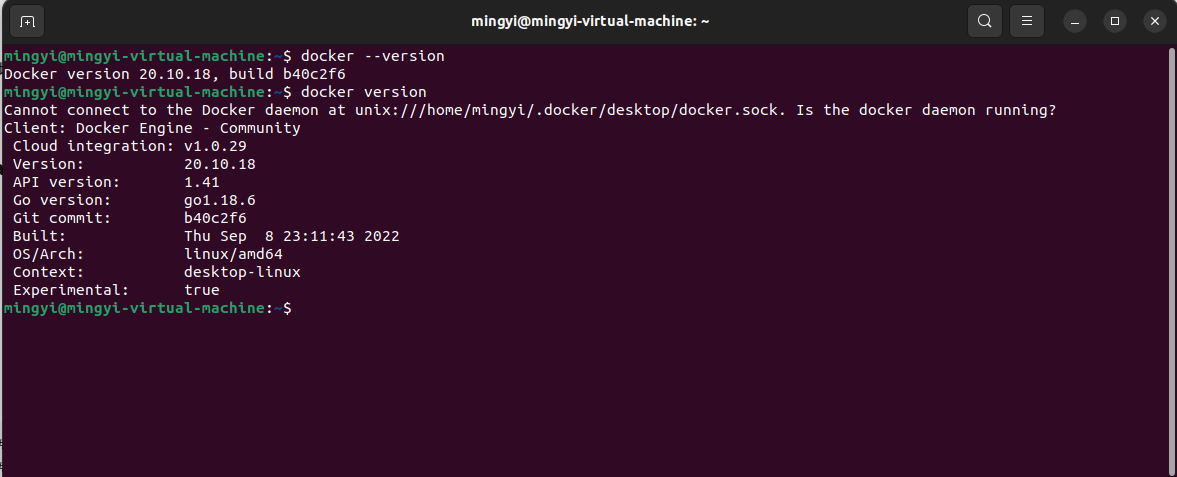 mingyi@mingyi-virtual-machine: ~
mingyi@mingyi-virtual-machine:~$ docker --version
Docker version 20.10.18, build b40c2f6
mingyi@mingyi-virtual-machine:~$ docker version
Cannot connect to the Docker daemon at unix:///home/mingyi/.docker/desktop/docker.sock. Is the docker daemon running?
Client: Docker Engine - Community
 Cloud integration: v1.0.29
 Version:           20.10.18
 API version:       1.41
 Go version:        go1.18.6
 Git commit:        b40c2f6
 Built:             Thu Sep  8 23:11:43 2022
 OS/Arch:           linux/amd64
 Context:           desktop-linux
 Experimental:      true
mingyi@mingyi-virtual-machine:~$